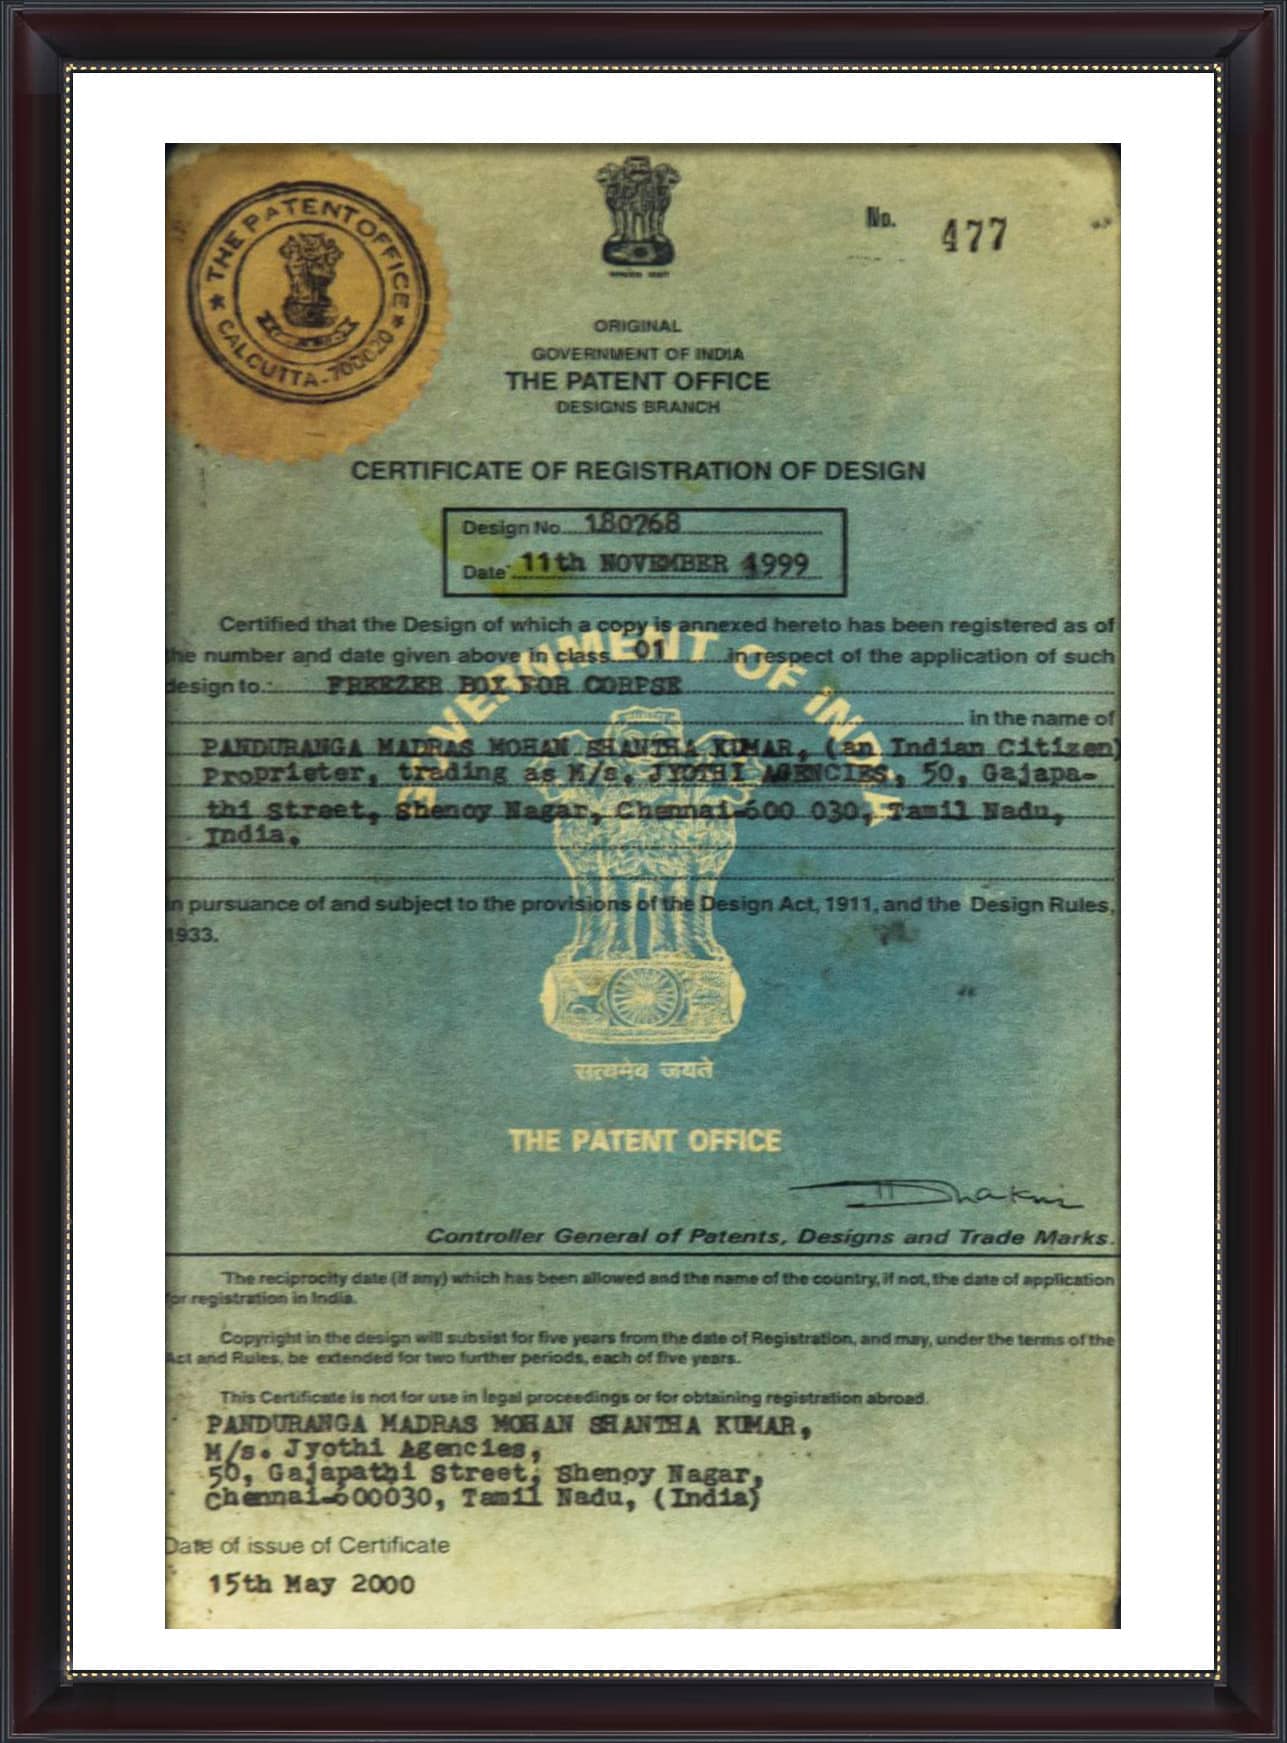 THE PATENT OFFICE
CALCUTTA-700020
No. 477
ORIGINAL
GOVERNMENT OF INDIA
THE PATENT OFFICE
DESIGNS BRANCH
CERTIFICATE OF REGISTRATION OF DESIGN
Design No. 180768
Date 11th NOVEMBER 1999
Certified that the Design of which a copy is annexed hereto has been registered as of
the number and date given above in class 01 in respect of the application of such
design to FREEZER BOX FOR CORPSE
in the name of
PANDURANGA MADRAS MOHAN SHANTHA KUMAR, (an Indian Citizen)
Proprieter, trading as M/s. JYOTHI AGENCIES, 50, Gajapa-
thi Street, Shenoy Nagar, Chennai-600 030, Tamil Nadu,
India.
in pursuance of and subject to the provisions of the Design Act, 1911, and the Design Rules,
1933.
GOVERNMENT OF INDIA
सत्यमेव जयते
THE PATENT OFFICE
Controller General of Patents, Designs and Trade Marks.
The reciprocity date (if any) which has been allowed and the name of the country, if not, the date of application
for registration in India.
Copyright in the design will subsist for five years from the date of Registration, and may, under the terms of the
Act and Rules, be extended for two further periods, each of five years.
This Certificate is not for use in legal proceedings or for obtaining registration abroad.
PANDURANGA MADRAS MOHAN SHANTHA KUMAR,
M/s. Jyothi Agencies,
50, Gajapathi Street, Shenoy Nagar,
Chennai-600030, Tamil Nadu, (India)
Date of issue of Certificate
15th May 2000